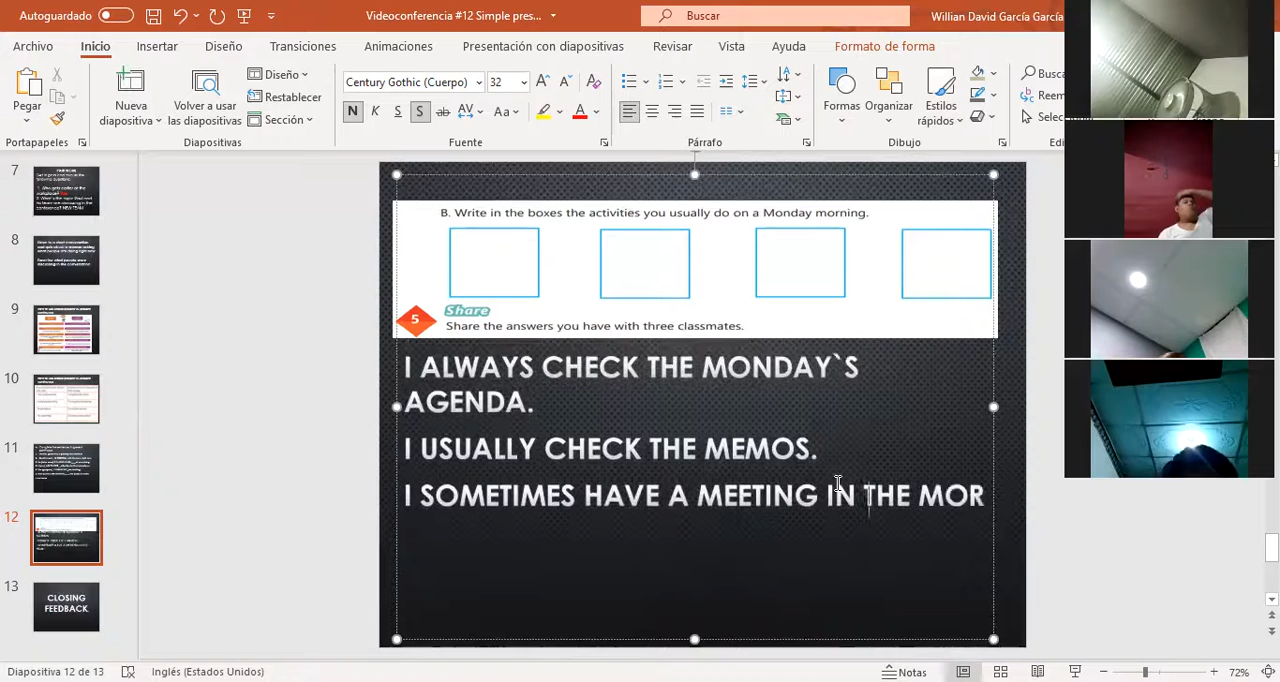 Autoguardado
Videoconferencia #12 Simple pres...
Buscar
Willian David García García
Archivo
Inicio
Insertar
Diseño
Transiciones
Animaciones
Presentación con diapositivas
Revisar
Vista
Ayuda
Formato de forma
Pegar
Nueva diapositiva
Volver a usar las diapositivas
Diseño
Restablecer
Sección
Century Gothic (Cuerpo)
32
N K S S ab AV Aa A
Formas
Organizar
Estilos rápidos
Busca
Reem
Selecci
Portapapeles
Diapositivas
Fuente
Párrafo
Dibujo
Edi
7
8
9
10
11
12
13
CLOSING
FEEDBACK
B. Write in the boxes the activities you usually do on a Monday morning.
5
Share
Share the answers you have with three classmates.
I ALWAYS CHECK THE MONDAY`S
AGENDA.
I USUALLY CHECK THE MEMOS.
I SOMETIMES HAVE A MEETING IN THE MOR
Diapositiva 12 de 13
Inglés (Estados Unidos)
Notas
72%